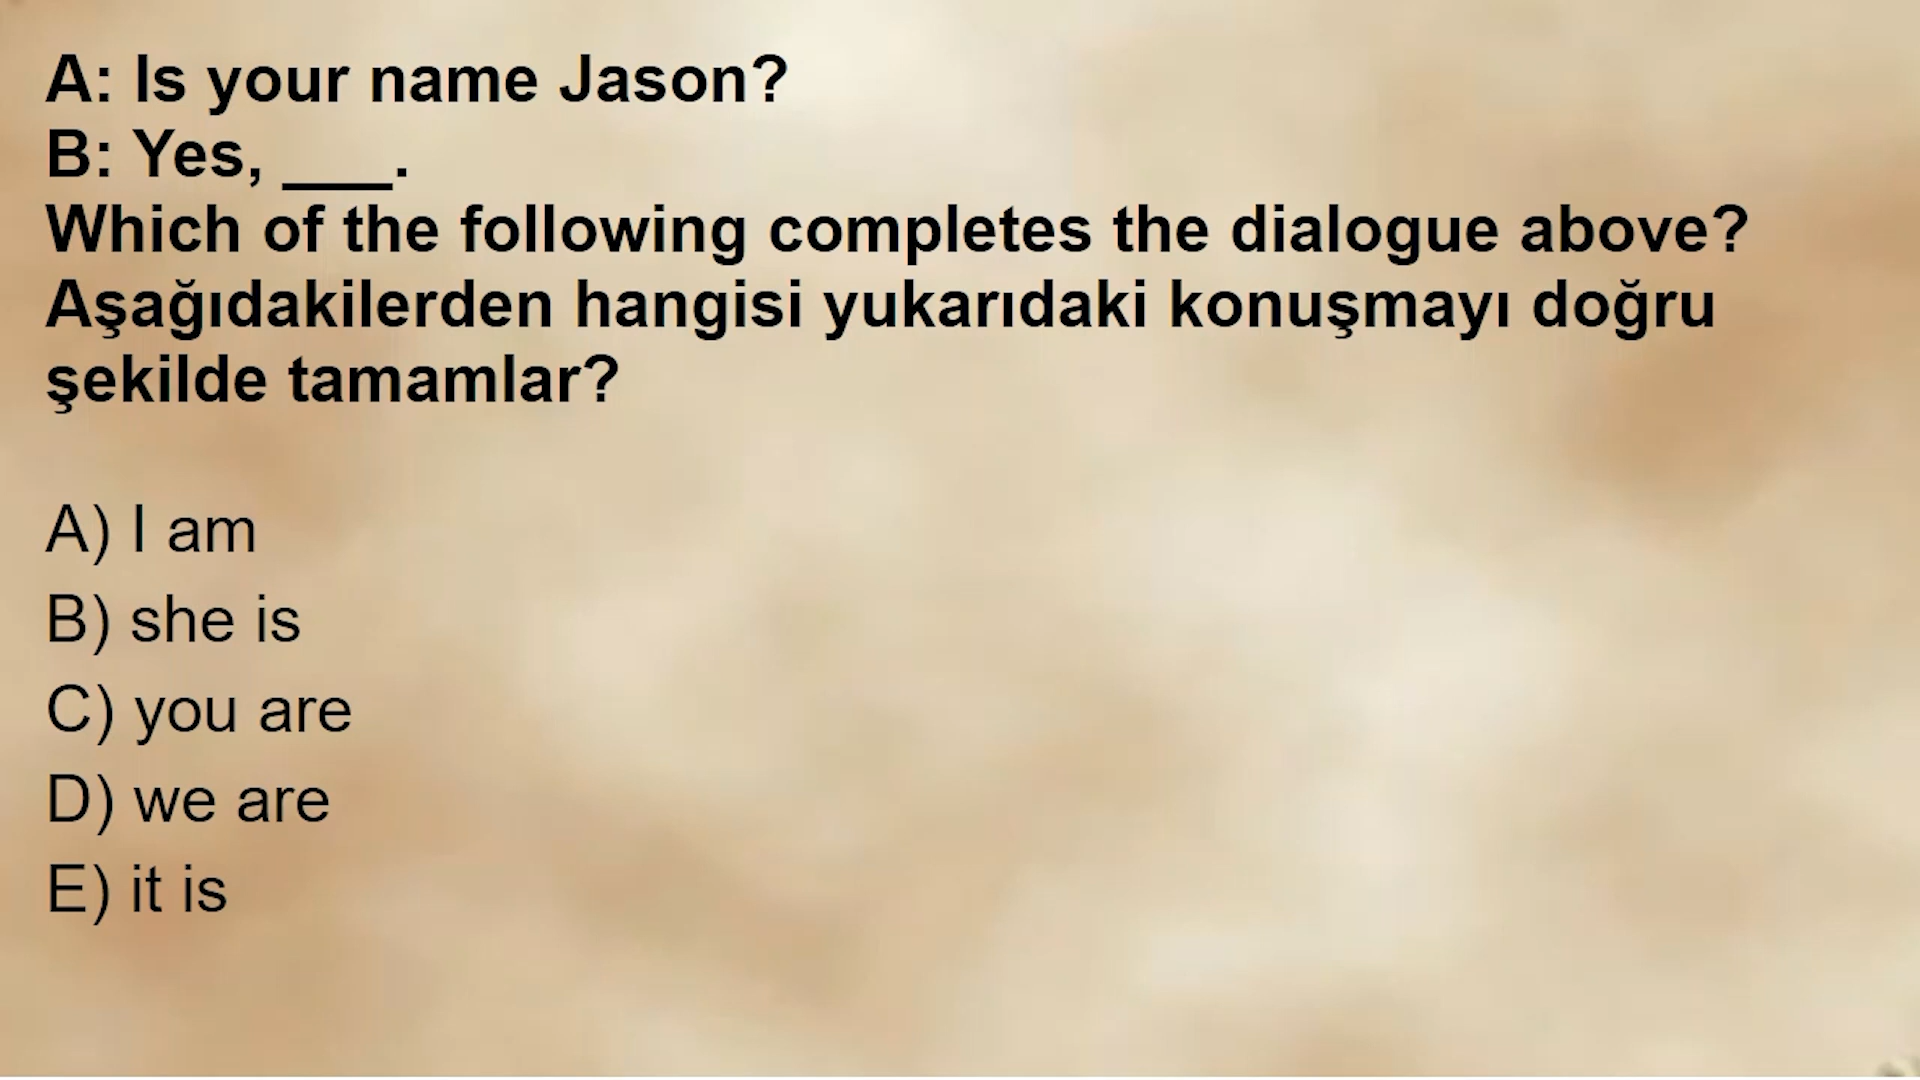 A: Is your name Jason?
B: Yes, ___.
Which of the following completes the dialogue above?
Aşağıdakilerden hangisi yukarıdaki konuşmayı doğru
şekilde tamamlar?
A) I am
B) she is
C) you are
D) we are
E) it is